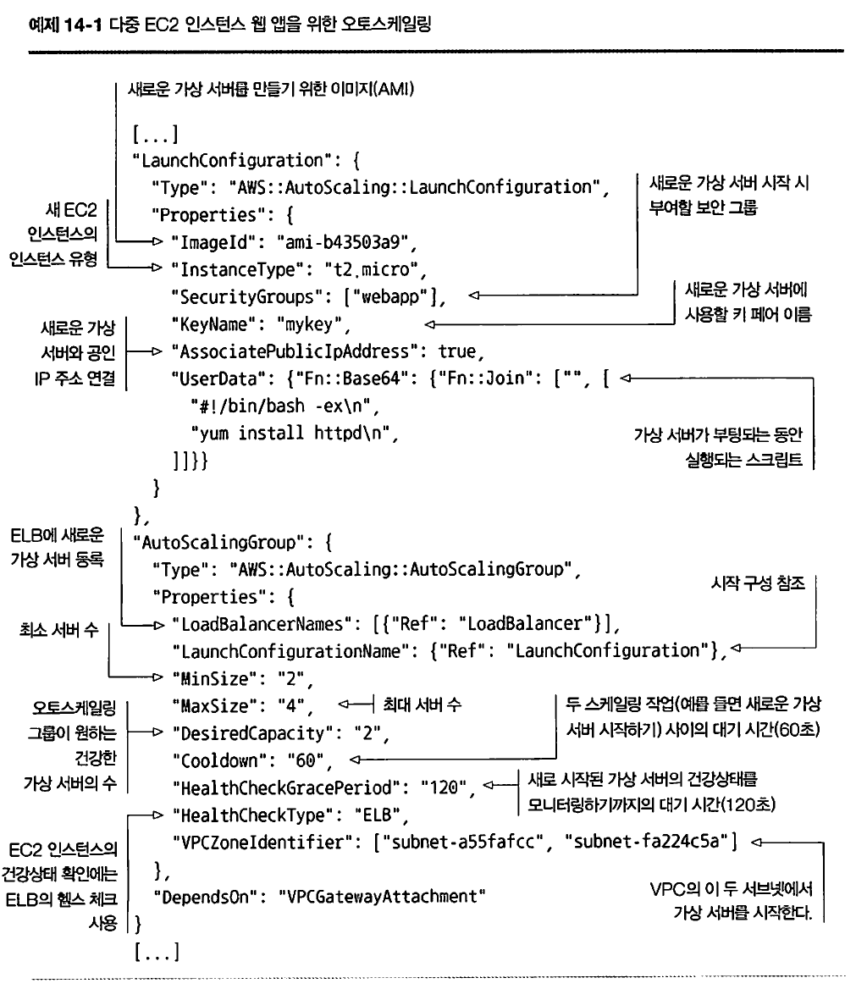 예제 14-1 다중 EC2 인스턴스 웹 앱을 위한 오토스케일링
새로운 가상 서버를 만들기 위한 이미지(AMI)
[...]
"LaunchConfiguration": {
"Type": "AWS::AutoScaling::LaunchConfiguration",
새로운 가상 서버 시작 시
부여할 보안 그룹
새 EC2
인스턴스의
인스턴스 유형
"Properties": {
"ImageId": "ami-b43503a9",
"InstanceType": "t2.micro",
"SecurityGroups": ["webapp"],
새로운 가상 서버에
사용할 키 페어 이름
"KeyName": "mykey",
새로운 가상
서버와 공인
IP 주소 연결
"AssociatePublicIpAddress": true,
"UserData": {"Fn::Base64": {"Fn::Join": ["", [
"#!/bin/bash -ex\n",
"yum install httpd\n",
가상 서버가 부팅되는 동안
실행되는 스크립트
]]}}
}
},
ELB에 새로운
가상 서버 등록
"AutoScalingGroup": {
"Type": "AWS::AutoScaling::AutoScalingGroup",
"Properties": {
시작 구성 참조
"LoadBalancerNames": [{"Ref": "LoadBalancer"}],
"LaunchConfigurationName": {"Ref": "LaunchConfiguration"},
최소 서버 수
"MinSize": "2",
"MaxSize": "4",
최대 서버 수
오토스케일링
그룹이 원하는
건강한
가상 서버의 수
두 스케일링 작업(예를 들면 새로운 가상
서버 시작하기) 사이의 대기 시간(60초)
"DesiredCapacity": "2",
"Cooldown": "60",
"HealthCheckGracePeriod": "120",
새로 시작된 가상 서버의 건강상태를
모니터링하기까지의 대기 시간(120초)
"HealthCheckType": "ELB",
"VPCZoneIdentifier": ["subnet-a55fafcc", "subnet-fa224c5a"]
EC2 인스턴스의
건강상태 확인에는
ELB의 헬스 체크
사용
},
"DependsOn": "VPCGatewayAttachment"
VPC의 이 두 서브넷에서
가상 서버를 시작한다.
}
[...]